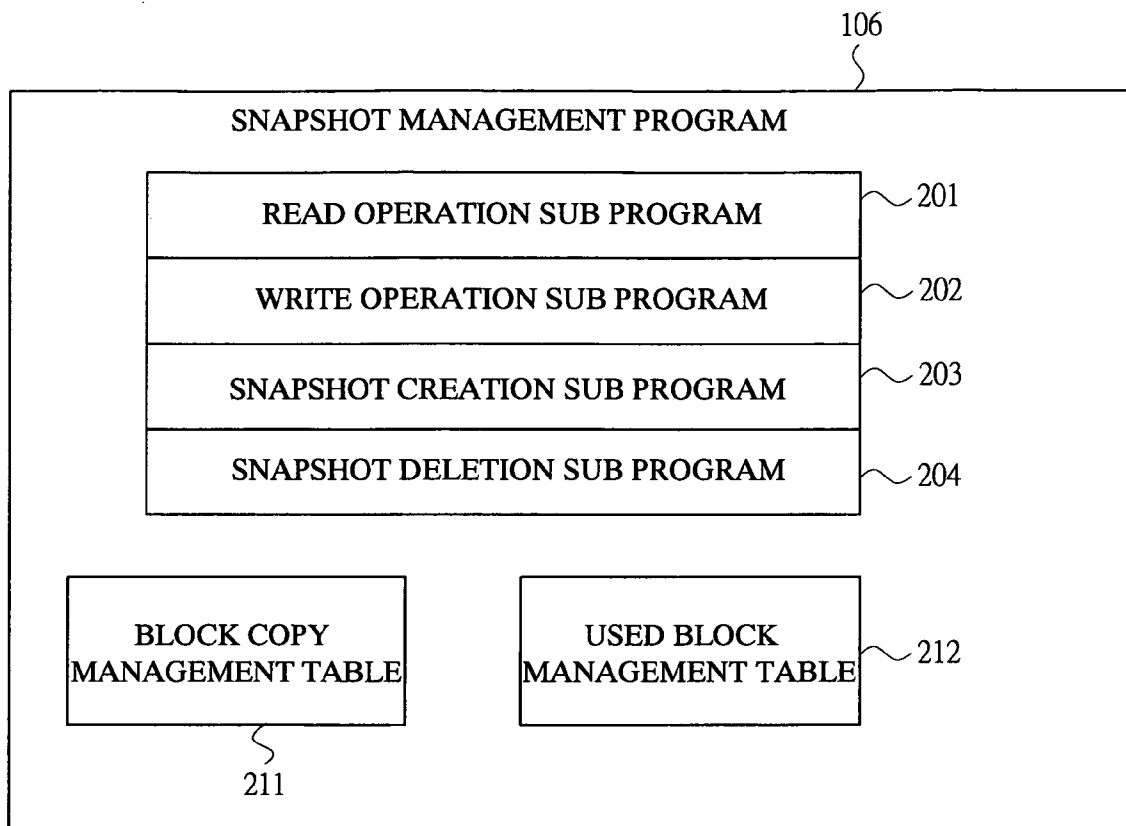 106
SNAPSHOT MANAGEMENT PROGRAM
READ OPERATION SUB PROGRAM
201
WRITE OPERATION SUB PROGRAM
202
SNAPSHOT CREATION SUB PROGRAM
203
SNAPSHOT DELETION SUB PROGRAM
204
BLOCK COPY
MANAGEMENT TABLE
211
USED BLOCK
MANAGEMENT TABLE
212